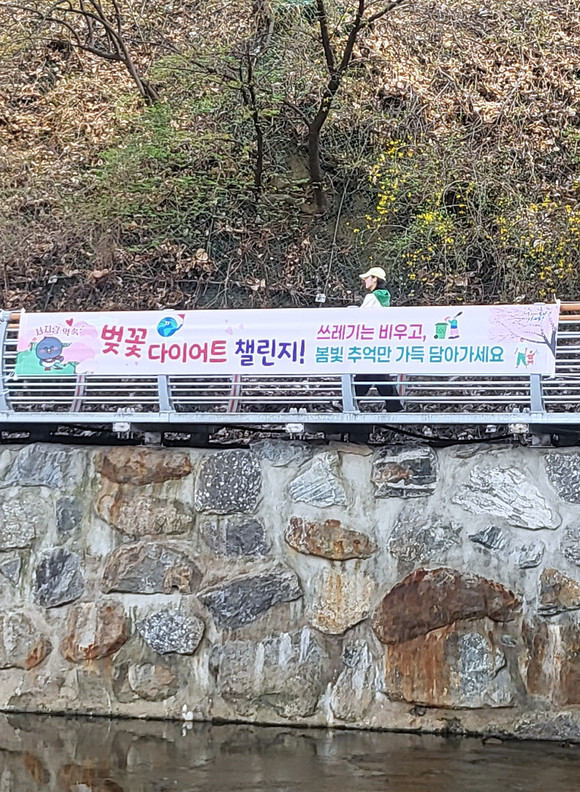 벚꽃 다이어트 챌린지!
쓰레기는 비우고,
봄빛 추억만 가득 담아가세요